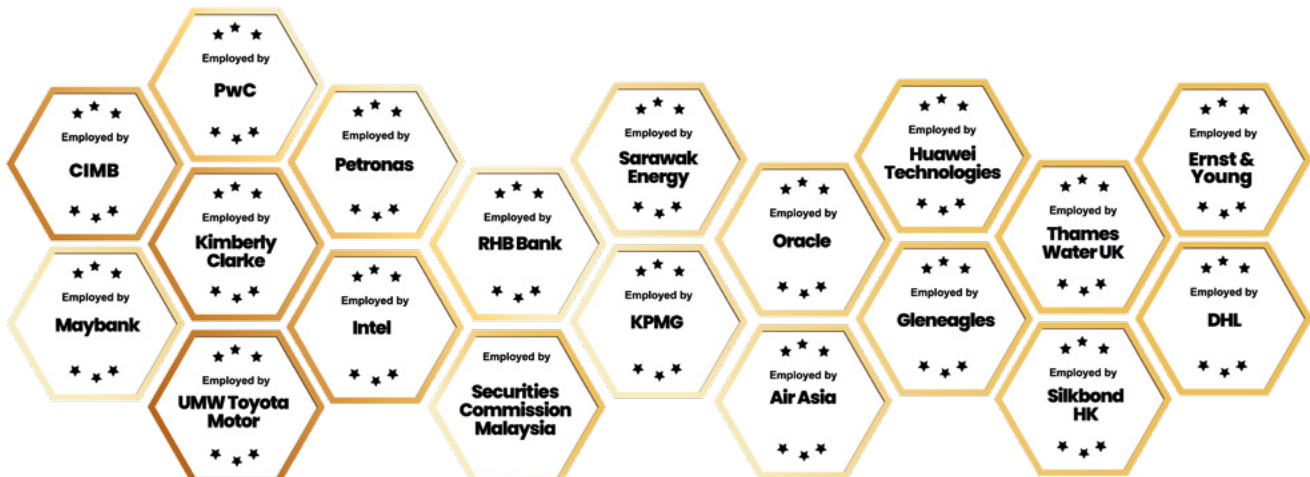 Employed by
PwC
Employed by
CIMB
Employed by
Petronas
Employed by
Sarawak
Energy
Employed by
Huawei
Technologies
Employed by
Ernst &
Young
Employed by
Kimberly
Clarke
Employed by
RHB Bank
Employed by
Oracle
Employed by
Thames
Water UK
Employed by
Maybank
Employed by
Intel
Employed by
KPMG
Employed by
Gleneagles
Employed by
DHL
Employed by
UMW Toyota
Motor
Employed by
Securities
Commission
Malaysia
Employed by
Air Asia
Employed by
Silkbond
HK